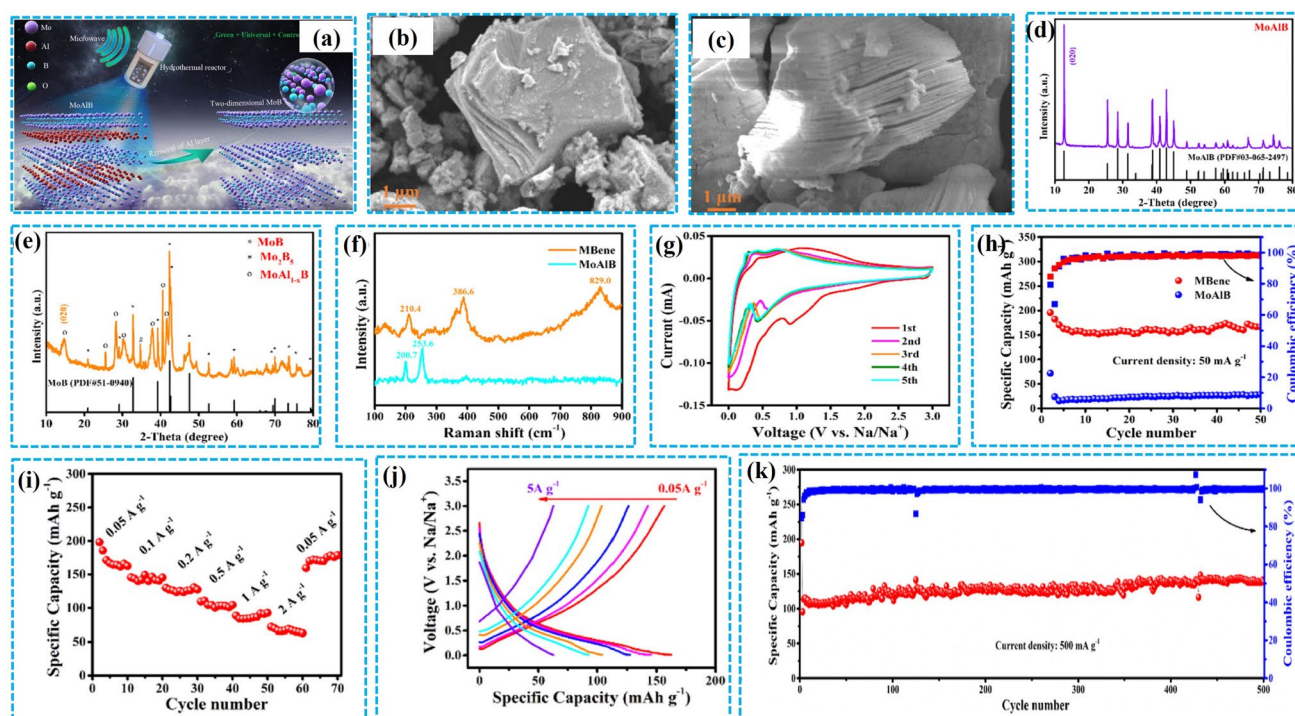 (a)
Mo
Al
B
O
Microwave
Green + Universal + Contro
Hydrothermal reactor
MoAlB
Two-dimensional MoB
Removal of Al layer
(b)
1 μm
(c)
1 μm
(d)
MoAlB
(020)
Intensity (a.u.)
MoAlB (PDF#03-065-2497)
10 20 30 40 50 60 70 80
2-Theta (degree)
(e)
MoB
Mo2B5
MoAl1-xB
(020)
Intensity (a.u.)
MoB (PDF#51-0940)
10 20 30 40 50 60 70 80
2-Theta (degree)
(f)
MBene
MoAlB
829.0
386.6
210.4
253.6
200.7
Intensity (a.u.)
100 200 300 400 500 600 700 800 900
Raman shift (cm-1)
(g)
0.05
0.00
-0.05
-0.10
-0.15
Current (mA)
1st
2nd
3rd
4th
5th
0.0 0.5 1.0 1.5 2.0 2.5 3.0
Voltage (V vs. Na/Na+)
(h)
350
300
250
200
150
100
50
0
Specific Capacity (mAh g-1)
MBene
MoAlB
Current density: 50 mA g-1
100
80
60
40
20
0
Coulombic efficiency (%)
0 10 20 30 40 50
Cycle number
(i)
300
250
200
150
100
50
0
Specific Capacity (mAh g-1)
0.05 A g-1
0.1 A g-1
0.2 A g-1
0.5 A g-1
1 A g-1
2 A g-1
0.05 A g-1
0 10 20 30 40 50 60 70
Cycle number
(j)
5A g-1
0.05A g-1
3.0
2.5
2.0
1.5
1.0
0.5
0.0
Voltage (V vs. Na/Na+)
0 50 100 150 200
Specific Capacity (mAh g-1)
(k)
300
250
200
150
100
50
0
Specific Capacity (mAh g-1)
Current density: 500 mA g-1
100
80
60
40
20
0
Coulombic efficiency (%)
0 100 200 300 400 500
Cycle number